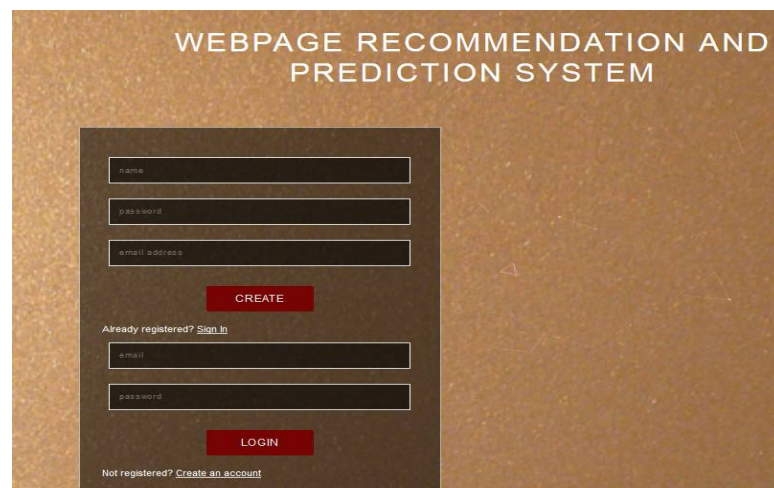 WEBPAGE RECOMMENDATION AND
PREDICTION SYSTEM
name
password
email address
CREATE
Already registered? Sign In
email
password
LOGIN
Not registered? Create an account